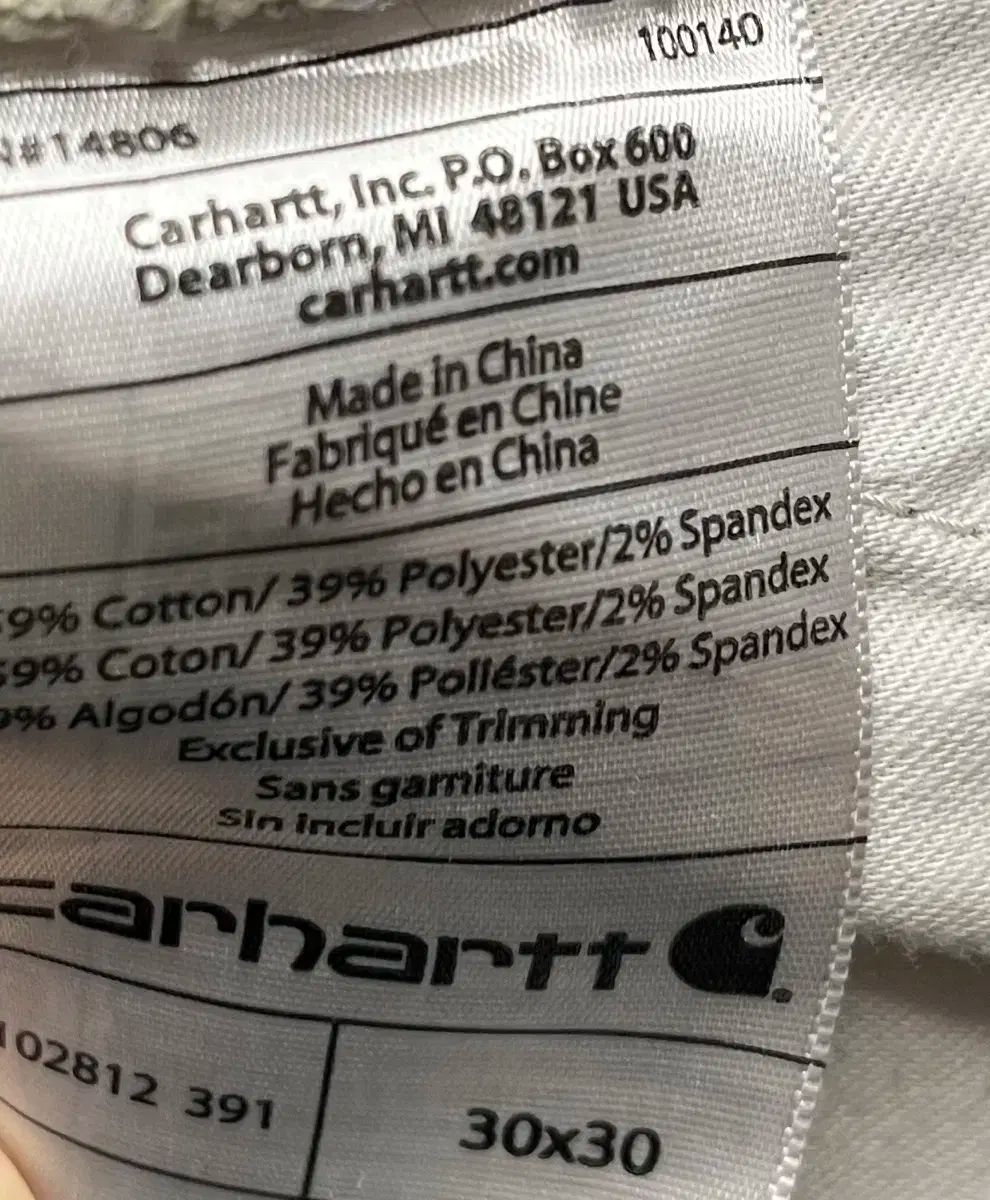 100140
N#14806
Carhartt, Inc. P.O. Box 600
Dearborn, MI 48121 USA
carhartt.com
Made in China
Fabriqué en Chine
Hecho en China
59% Cotton/ 39% Polyester/2% Spandex
59% Coton/ 39% Polyester/2% Spandex
9% Algodón/ 39% Poliéster/2% Spandex
Exclusive of Trimming
Sans garniture
Sin incluir adorno
carhartt
102812 391
30x30